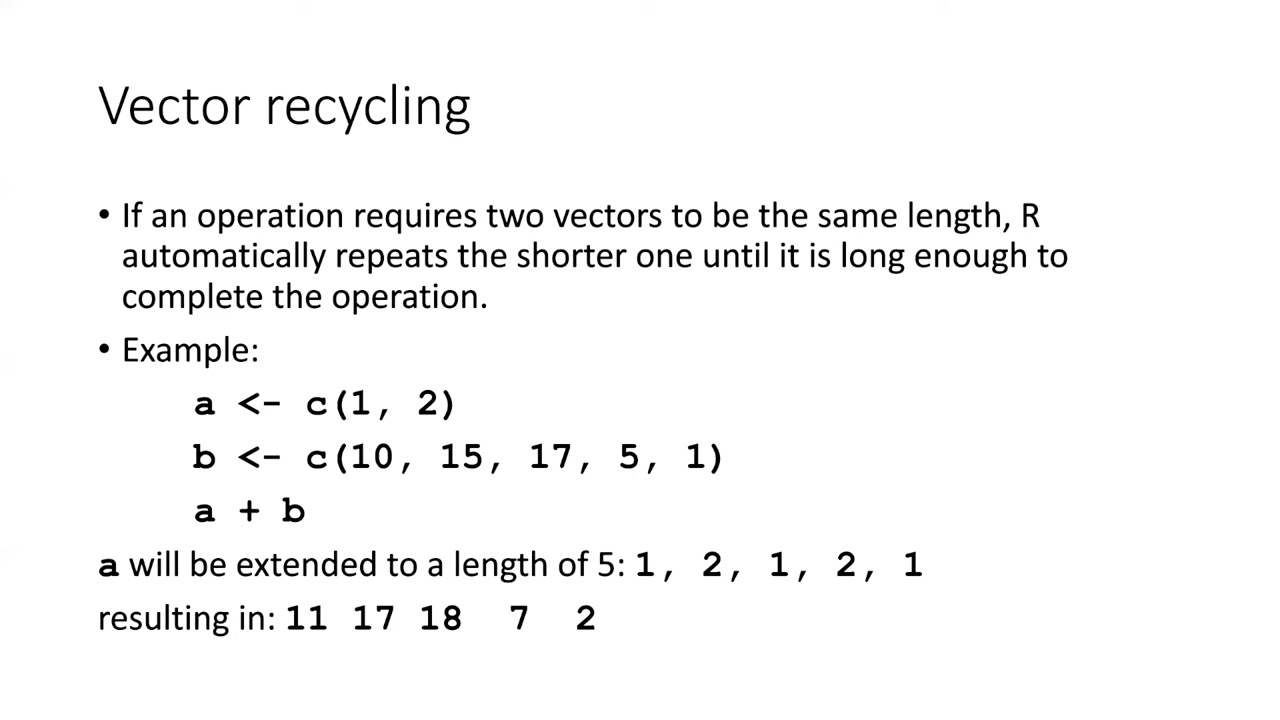 Vector recycling
• If an operation requires two vectors to be the same length, R
automatically repeats the shorter one until it is long enough to
complete the operation.
• Example:
a <- c(1, 2)
b <- c(10, 15, 17, 5, 1)
a + b
a will be extended to a length of 5: 1, 2, 1, 2, 1
resulting in: 11 17 18  7  2